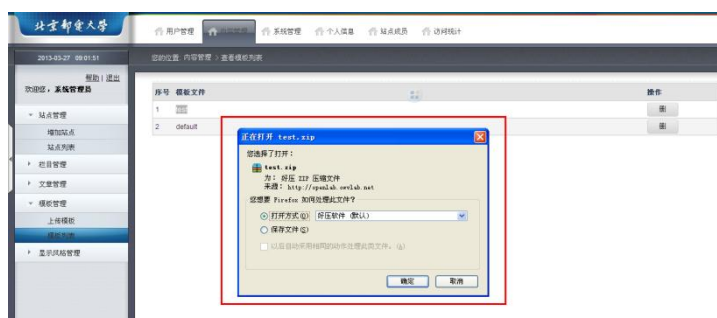 北京邮电大学
用户管理
系统管理
个人信息
站点成员
访问统计
2013-03-27 09:01:51
您的位置: 内容管理 > 查看模板列表
帮助 | 退出
欢迎您，系统管理员
序号 模板文件 操作
站点管理
1
增加站点
2 default
站点列表
栏目管理
文章管理
模板管理
上传模板
模板列表
显示风格管理
正在打开 test.zip
您选择了打开：
test.zip
为： 好压 ZIP 压缩文件
来源：
您想要 Firefox 如何处理此文件？
打开方式(O) 好压软件 (默认)
保存文件(S)
以后自动采用相同的动作处理此类文件。(A)
确定 取消